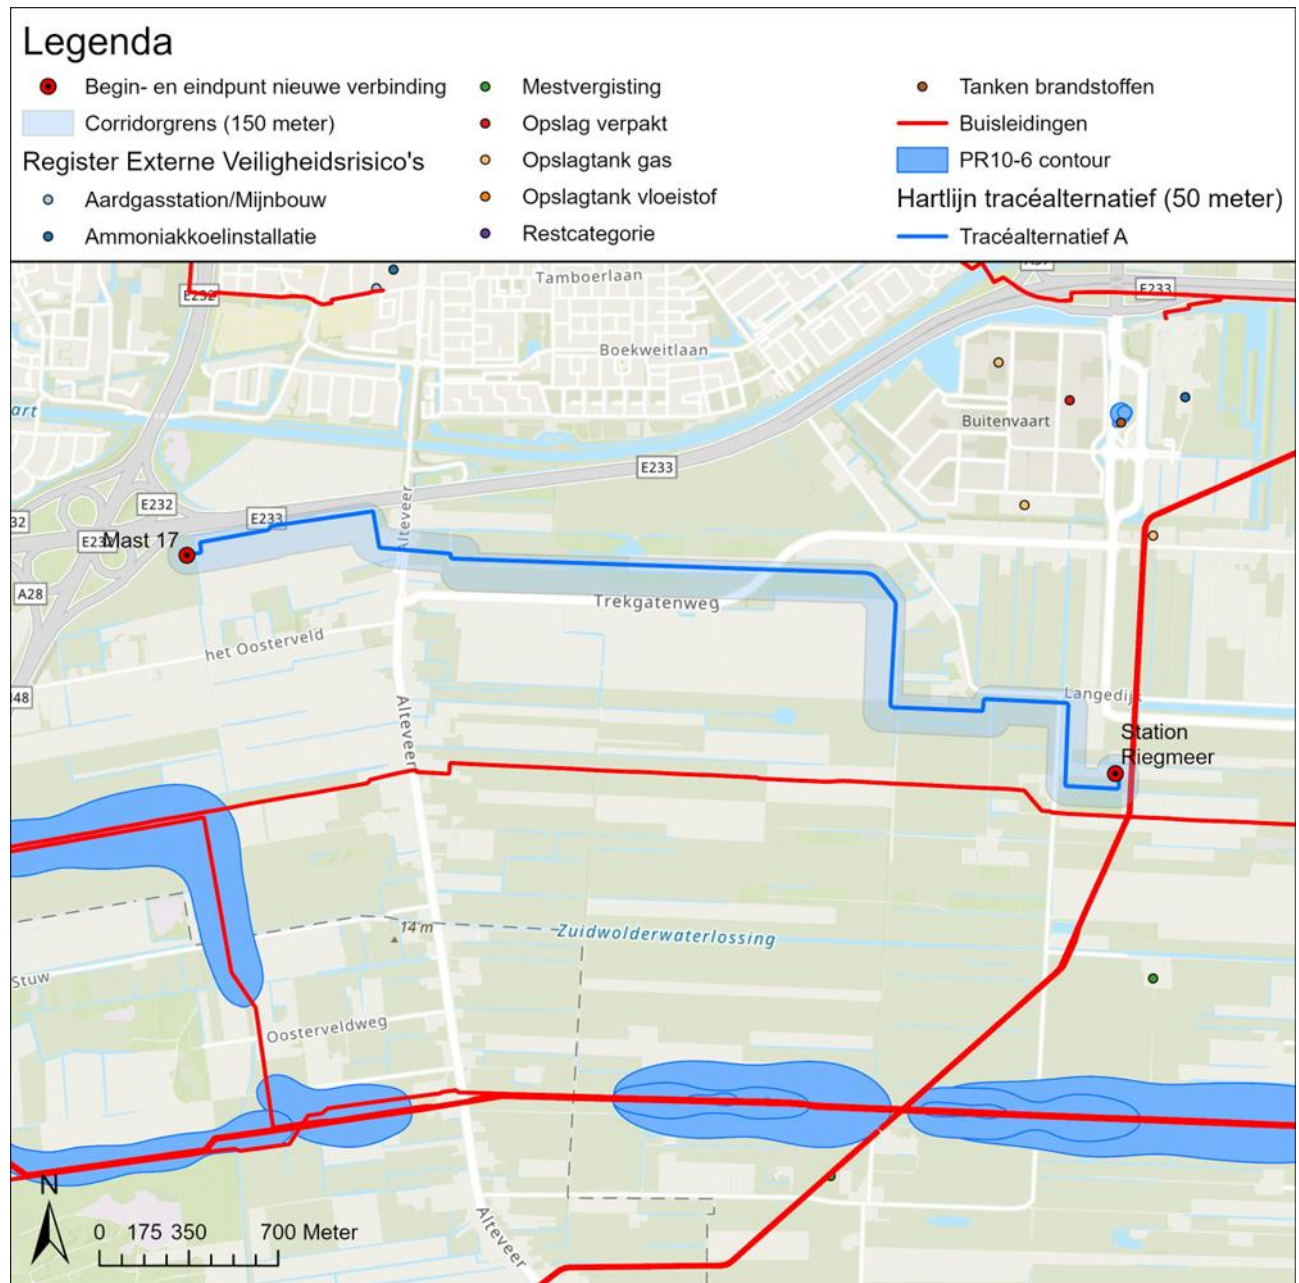 Legenda
Begin- en eindpunt nieuwe verbinding
Corridorgrens (150 meter)
Register Externe Veiligheidsrisico's
Aardgasstation/Mijnbouw
Ammoniakkoelinstallatie
Mestvergisting
Opslag verpakt
Opslagtank gas
Opslagtank vloeistof
Restcategorie
Tanken brandstoffen
Buisleidingen
PR10-6 contour
Hartlijn tracéalternatief (50 meter)
Tracéalternatief A
Tamboerlaan
E232
E233
Boekweitlaan
art
Buitenvaart
E233
E232
E233
32
Mast 17
Alteveer
A28
Trekgatenweg
het Oosterveld
48
Langedijk
Alteveer
Station
Riegmeer
14 m
Zuidwolderwaterlossing
Stuw
Oosterveldweg
N
0 175 350 700 Meter
Alteveer